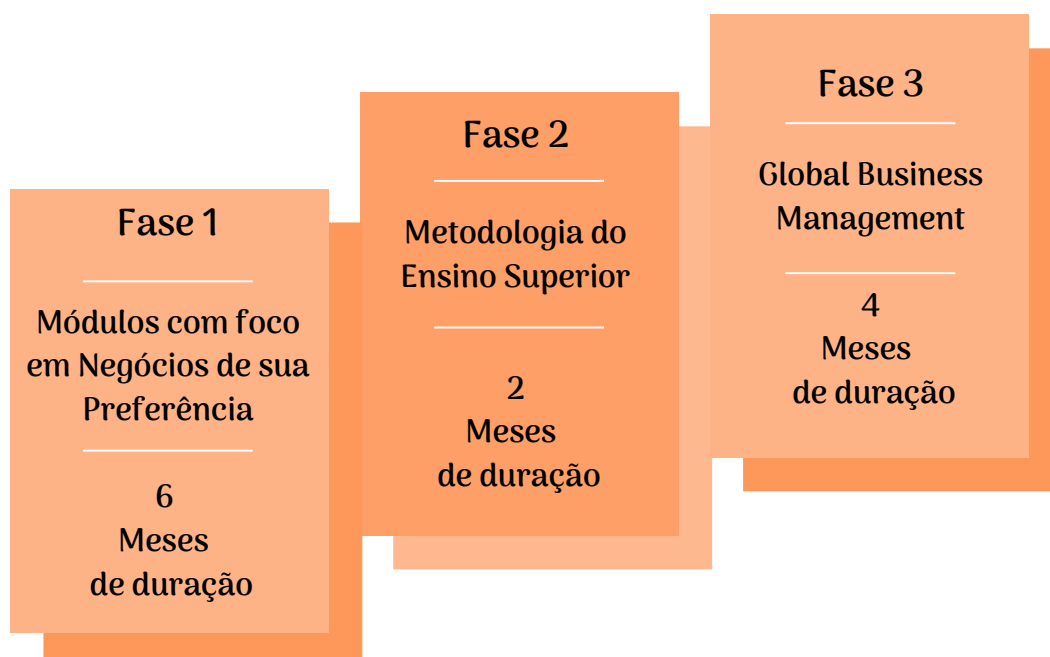 Fase 1
Módulos com foco
em Negócios de sua
Preferência
6
Meses
de duração
Fase 2
Metodologia do
Ensino Superior
2
Meses
de duração
Fase 3
Global Business
Management
4
Meses
de duração